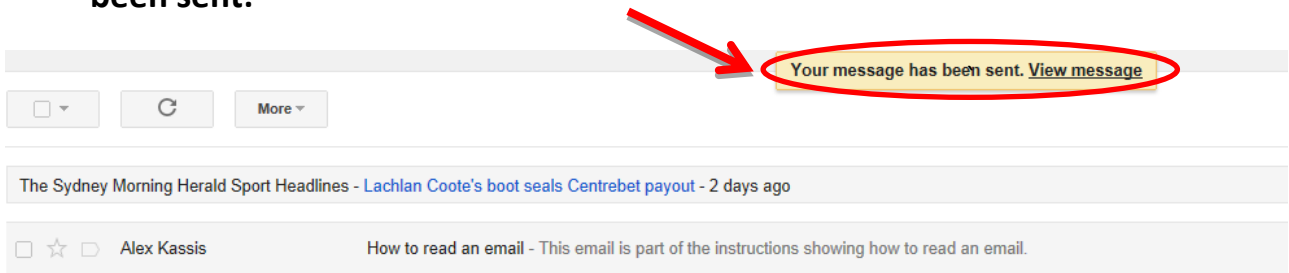 been sent.
Your message has been sent. View message
More
The Sydney Morning Herald Sport Headlines - Lachlan Coote's boot seals Centrebet payout - 2 days ago
Alex Kassis How to read an email - This email is part of the instructions showing how to read an email.